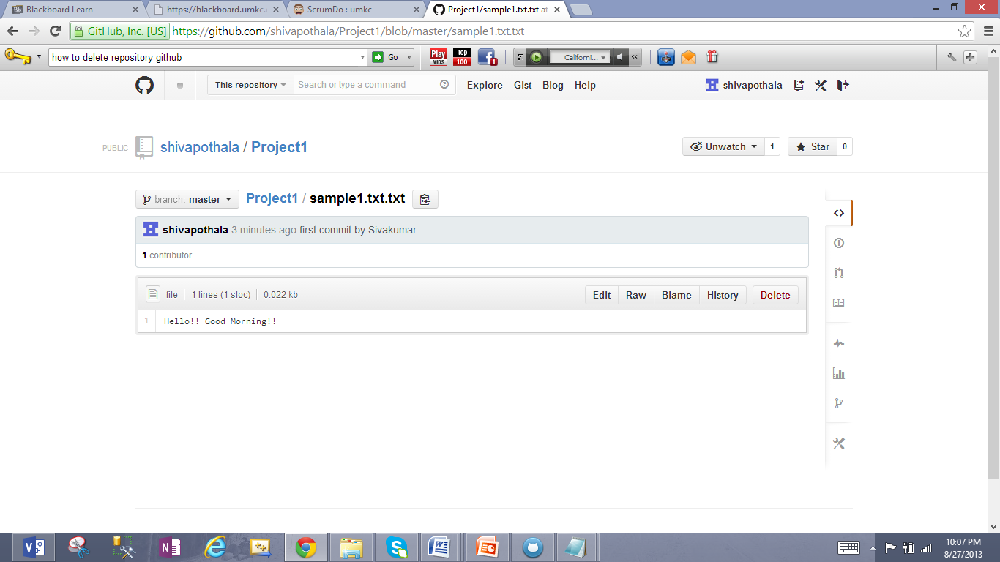 Blackboard Learn
https://blackboard.umkc.
ScrumDo : umkc
Project1/sample1.txt.txt at
GitHub, Inc. [US] https://github.com/shivapothala/Project1/blob/master/sample1.txt.txt
how to delete repository github
Go
Play VIDS
Top 100
1
..... Californi...
This repository
Search or type a command
Explore
Gist
Blog
Help
shivapothala
PUBLIC
shivapothala / Project1
Unwatch
1
Star
0
branch: master
Project1 / sample1.txt.txt
shivapothala 3 minutes ago first commit by Sivakumar
1 contributor
file
1 lines (1 sloc)
0.022 kb
Edit
Raw
Blame
History
Delete
1
Hello!! Good Morning!!
10:07 PM
8/27/2013